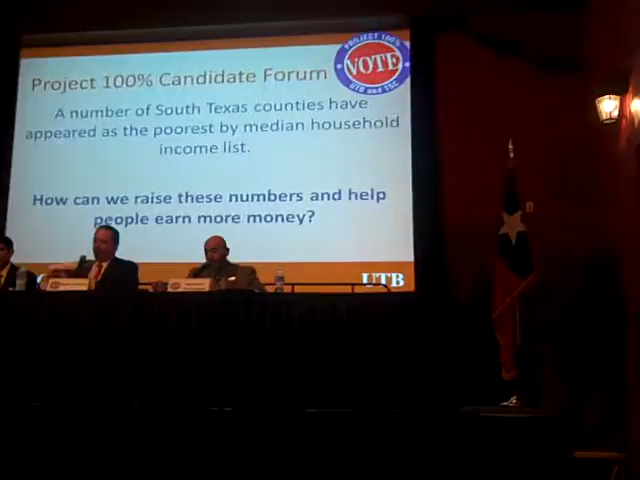 Project 100% Candidate Forum
A number of South Texas counties have
appeared as the poorest by median household
income list.
How can we raise these numbers and help
people earn more money?
PROJECT 100%
VOTE
UTB and TSC
UTB